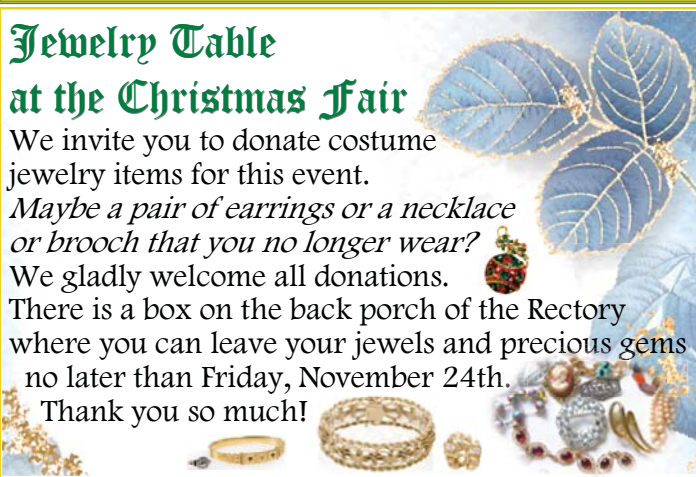 Jewelry Table
at the Christmas Fair
We invite you to donate costume
jewelry items for this event.
Maybe a pair of earrings or a necklace
or brooch that you no longer wear?
We gladly welcome all donations.
There is a box on the back porch of the Rectory
where you can leave your jewels and precious gems
no later than Friday, November 24th.
Thank you so much!